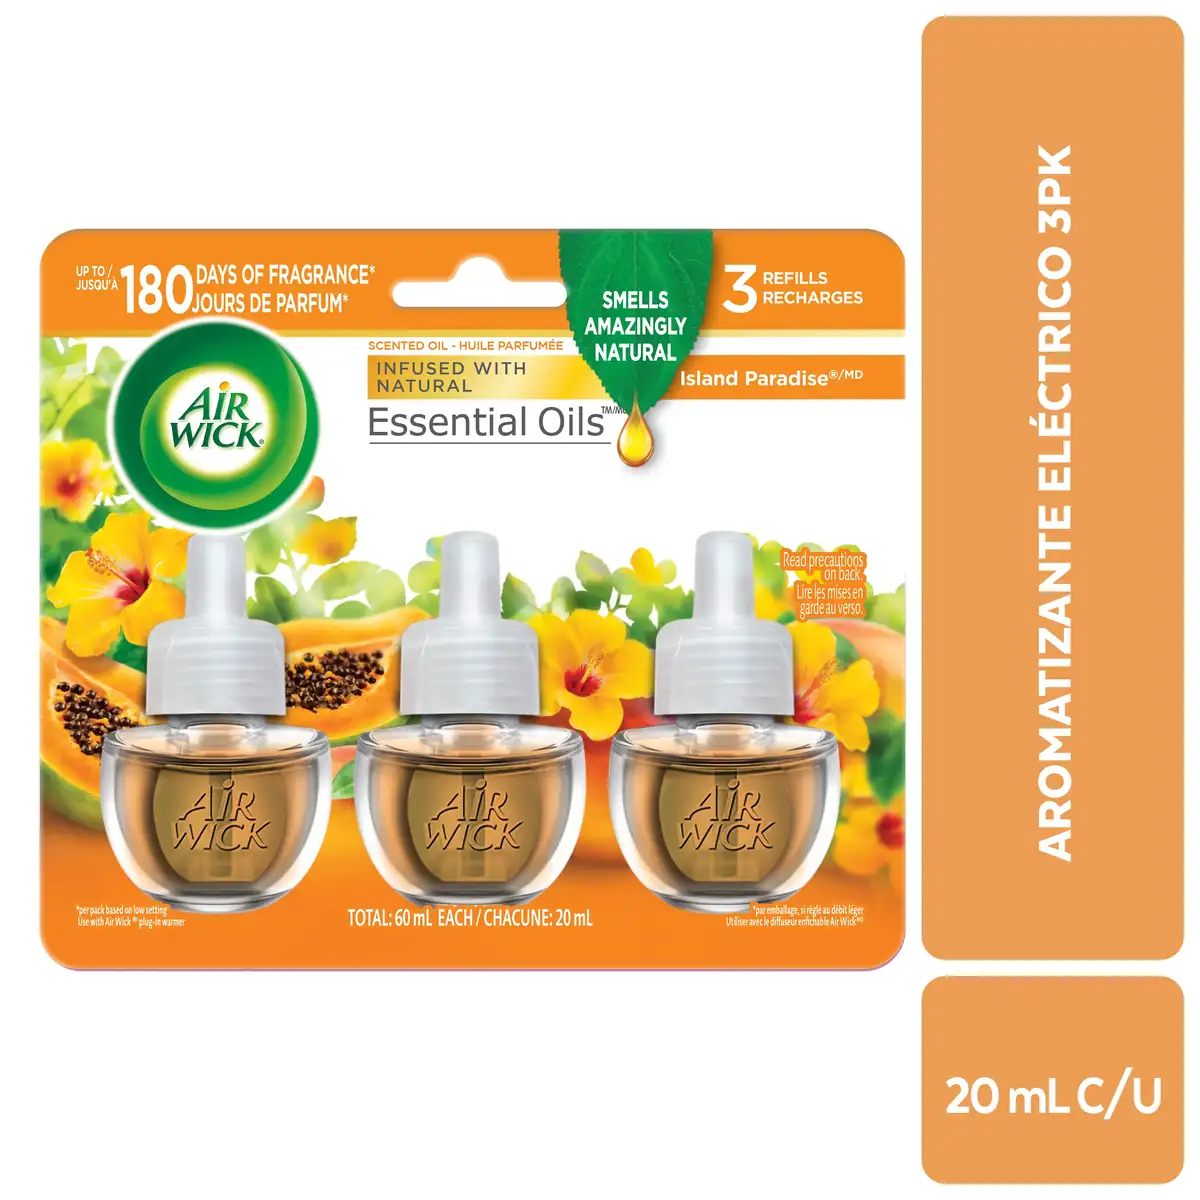 UP TO /
JUSQU'À
180
DAYS OF FRAGRANCE*
JOURS DE PARFUM*
SMELLS
AMAZINGLY
NATURAL
3
REFILLS
RECHARGES
SCENTED OIL - HUILE PARFUMÉE
INFUSED WITH
NATURAL
Essential Oils™/MC
Island Paradise®/MD
AiR
WICK®
Read precautions
on back.
Lire les mises en
garde au verso.
AiR
WICK
AiR
WICK
AiR
WICK
*per pack based on low setting
Use with Air Wick® plug-in warmer
TOTAL: 60 mL EACH / CHACUNE: 20 mL
*par emballage, si réglé au débit léger
Utiliser avec le diffuseur enfichable Air Wick
AROMATIZANTE ELÉCTRICO 3PK
20 mL C/U